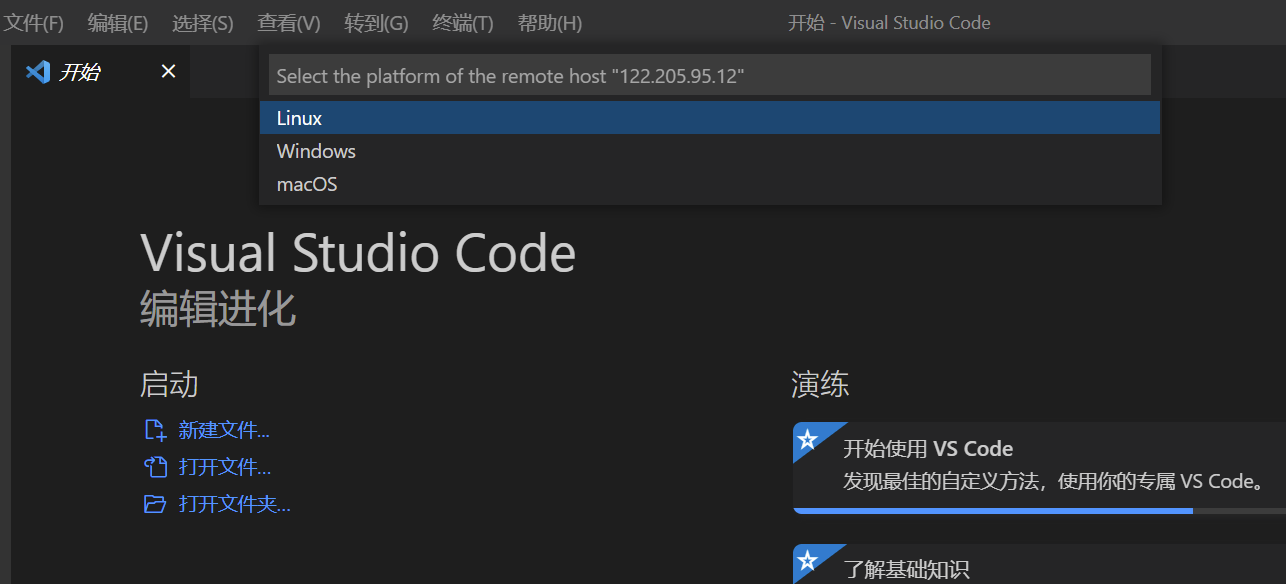 文件(F) 编辑(E) 选择(S) 查看(V) 转到(G) 终端(T) 帮助(H) 开始 - Visual Studio Code
开始
Select the platform of the remote host "122.205.95.12"
Linux
Windows
macOS
Visual Studio Code
编辑进化
启动
新建文件...
打开文件...
打开文件夹...
演练
开始使用 VS Code
发现最佳的自定义方法，使用你的专属 VS Code。
了解基础知识